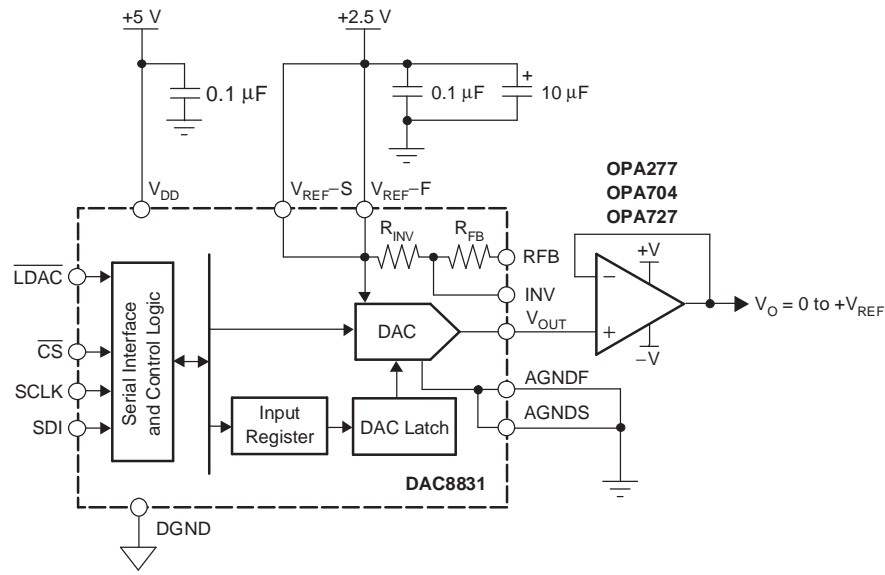 +5 V
+2.5 V
0.1 μF
0.1 μF
+
10 μF
OPA277
OPA704
OPA727
V_DD
V_REF−S
V_REF−F
R_INV
R_FB
RFB
+V
LDAC
INV
−
V_O = 0 to +V_REF
DAC
V_OUT
+
CS
−V
Serial Interface
and Control Logic
SCLK
AGNDF
Input
Register
DAC Latch
AGNDS
SDI
DAC8831
DGND